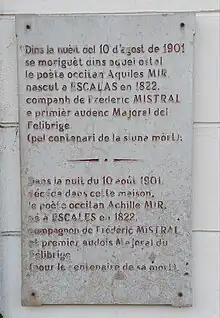 Dins la nuèit del 10 d'agost de 1901
se moriguèt dins aquel ostal
le poèta occitan Aquiles MIR,
nascut a ESCALAS en 1822,
companh de Frederic MISTRAL
e primièr audenc Majoral del
Felibrige
(pel centenari de la siuna mòrt).
Dans la nuit du 10 août 1901
décéda dans cette maison,
le poète occitan Achille MIR,
né à ESCALES en 1822,
compagnon de Frédéric MISTRAL
et premier audois Majoral du
Félibrige
(pour le centenaire de sa mort).